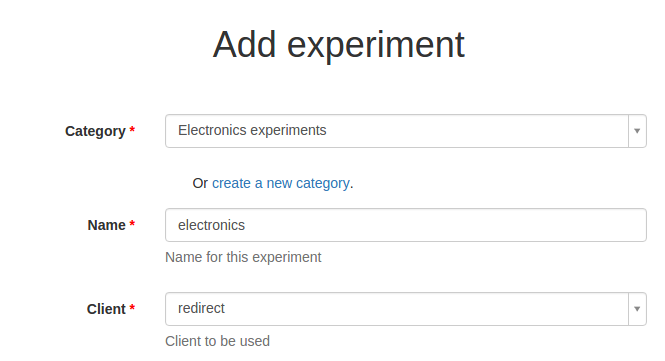 Add experiment
Category *
Electronics experiments
Or create a new category.
Name *
electronics
Name for this experiment
Client *
redirect
Client to be used